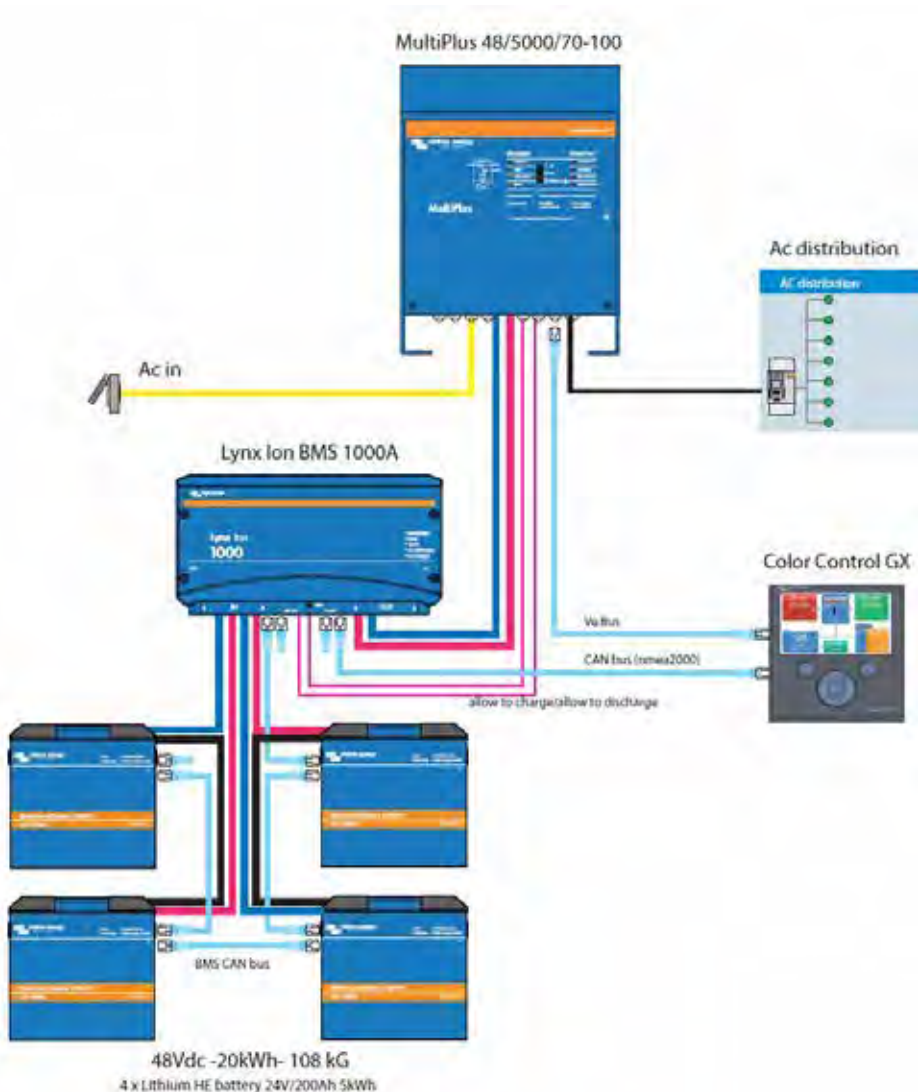 MultiPlus 48/5000/70-100
MultiPlus
Ac distribution
AC distribution
Ac in
Lynx Ion BMS 1000A
Lynx Ion
1000
Color Control GX
Ve Bus
CAN bus (nmea2000)
allow to charge/allow to discharge
BMS CAN bus
48Vdc -20kWh- 108 kG
4 x Lithium HE battery 24V/200Ah 5kWh